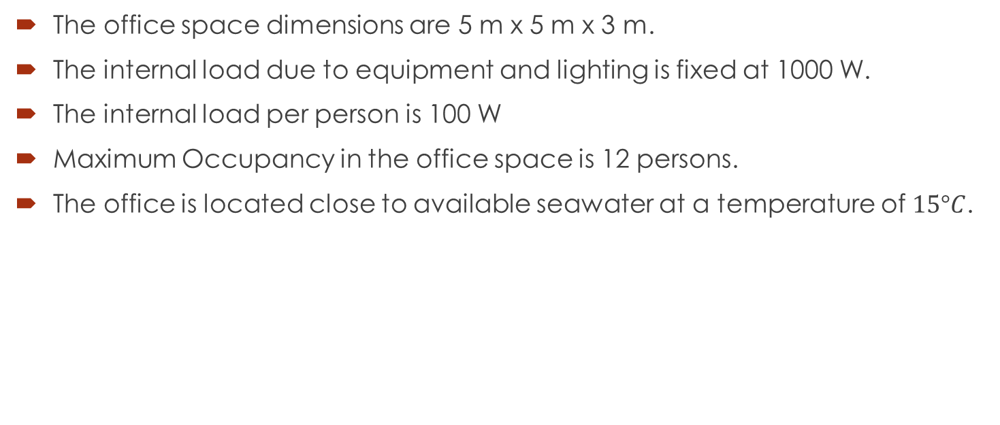 The office space dimensions are 5 m x 5 m x 3 m.
The internal load due to equipment and lighting is fixed at 1000 W.
The internal load per person is 100 W
Maximum Occupancy in the office space is 12 persons.
The office is located close to available seawater at a temperature of 15°C.